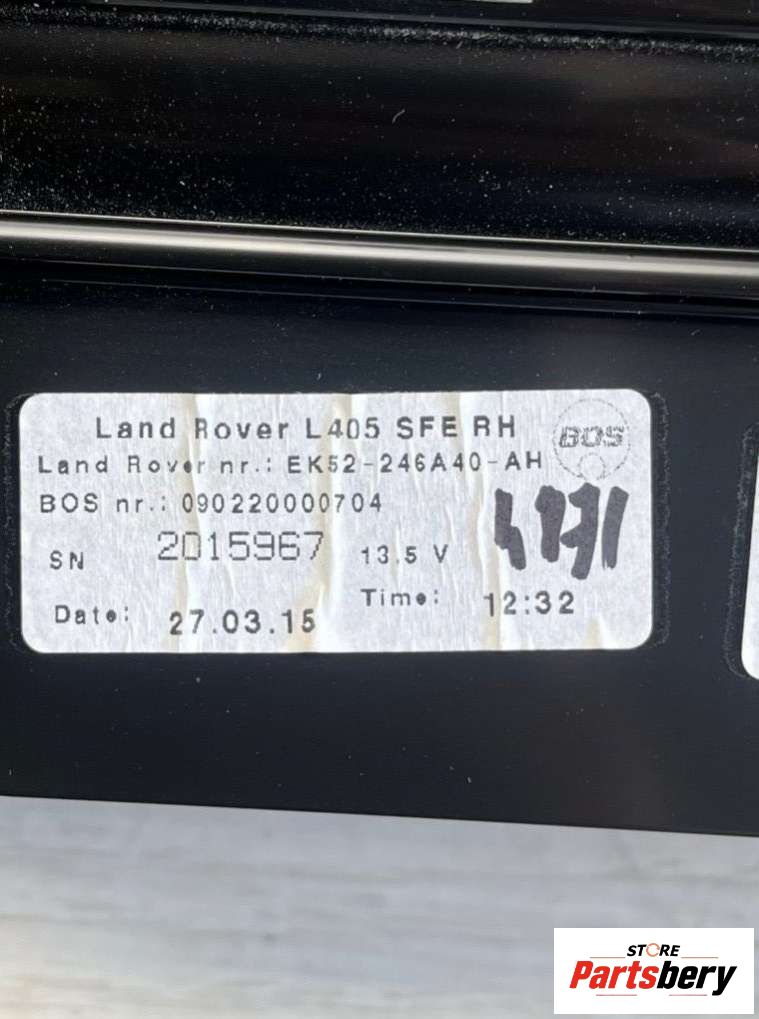 Land Rover L405 SFE RH
BOS
Land Rover nr.: EK52-246A40-AH
BOS nr.: 090220000704
SN 2015967 13.5 V
Date: 27.03.15 Time: 12:32
STORE
Partsbery